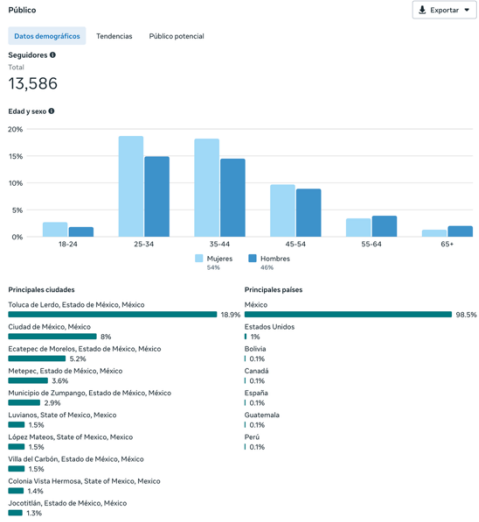 Público
Exportar
Datos demográficos Tendencias Público potencial
Seguidores
Total
13,586
Edad y sexo
20%
15%
10%
5%
0%
18-24 25-34 35-44 45-54 55-64 65+
Mujeres Hombres
54% 46%
Principales ciudades
Toluca de Lerdo, Estado de México, México
18.9%
Ciudad de México, México
8%
Ecatepec de Morelos, Estado de México, México
5.2%
Metepec, Estado de México, México
3.6%
Municipio de Zumpango, Estado de México, México
2.9%
Luvianos, State of Mexico, Mexico
1.5%
López Mateos, State of Mexico, Mexico
1.5%
Villa del Carbón, Estado de México, México
1.5%
Colonia Vista Hermosa, State of Mexico, Mexico
1.4%
Jocotitlán, Estado de México, México
1.3%
Principales países
México
98.5%
Estados Unidos
1%
Bolivia
0.1%
Canadá
0.1%
España
0.1%
Guatemala
0.1%
Perú
0.1%